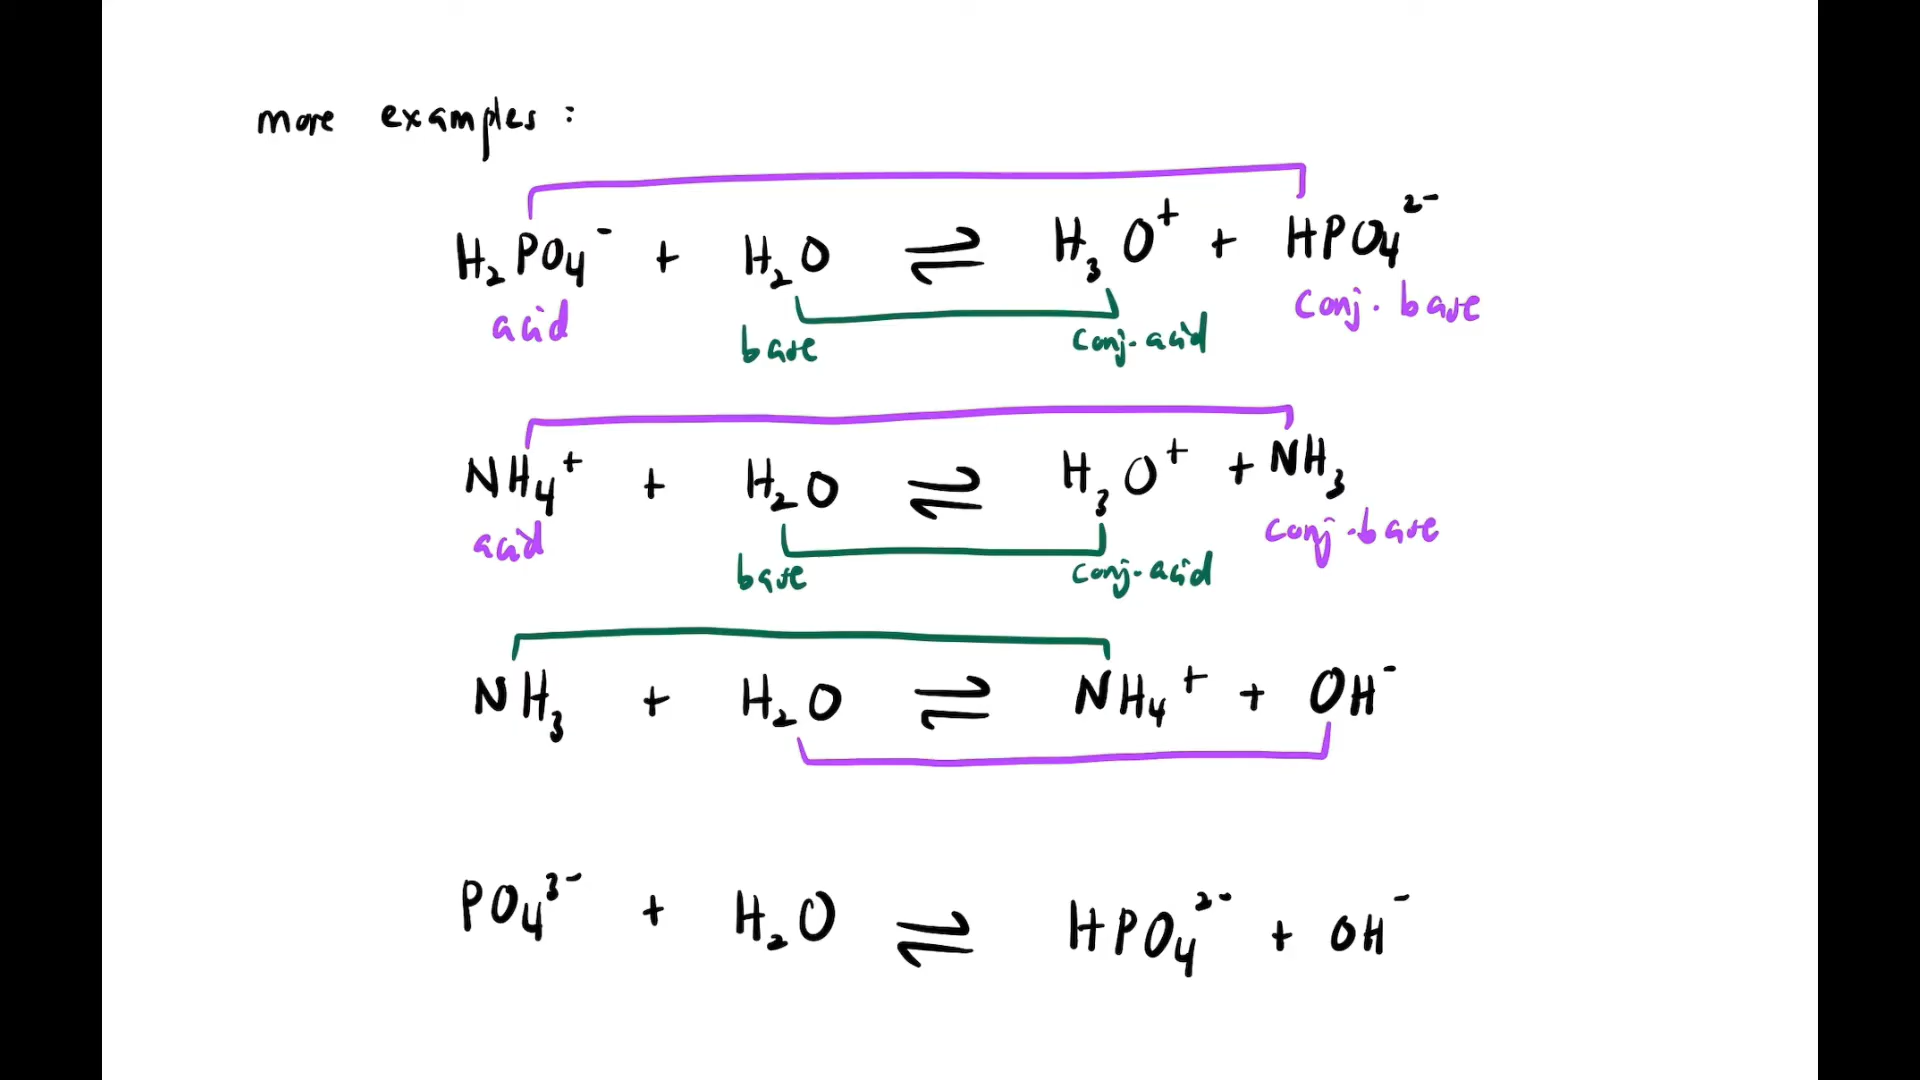 more examples :
H₂PO₄⁻ + H₂O ⇌ H₃O⁺ + HPO₄²⁻
acid base conj. acid conj. base
NH₄⁺ + H₂O ⇌ H₃O⁺ + NH₃
acid base conj. acid conj. base
NH₃ + H₂O ⇌ NH₄⁺ + OH⁻
PO₄³⁻ + H₂O ⇌ HPO₄²⁻ + OH⁻